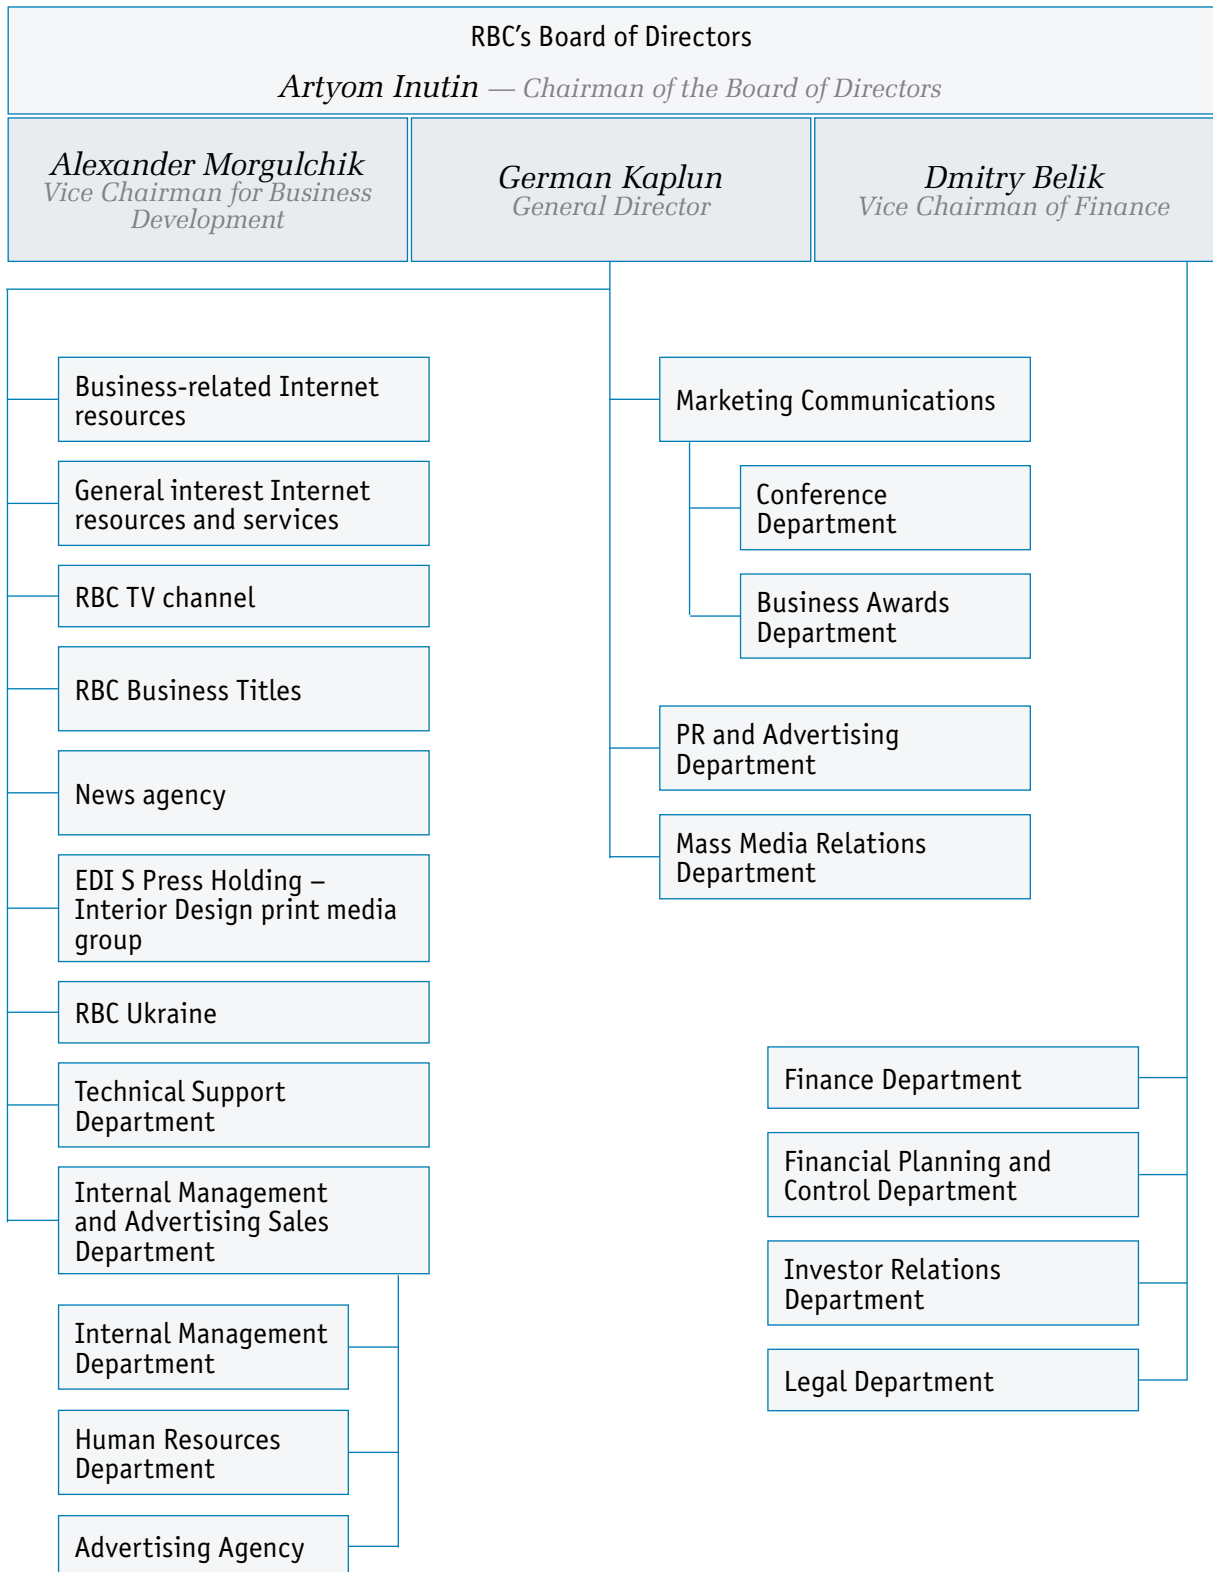 RBC's Board of Directors
Artyom Inutin — Chairman of the Board of Directors
Alexander Morgulchik
Vice Chairman for Business
Development
German Kaplun
General Director
Dmitry Belik
Vice Chairman of Finance
Business-related Internet
resources
General interest Internet
resources and services
RBC TV channel
RBC Business Titles
News agency
EDI S Press Holding –
Interior Design print media
group
RBC Ukraine
Technical Support
Department
Internal Management
and Advertising Sales
Department
Internal Management
Department
Human Resources
Department
Advertising Agency
Marketing Communications
Conference
Department
Business Awards
Department
PR and Advertising
Department
Mass Media Relations
Department
Finance Department
Financial Planning and
Control Department
Investor Relations
Department
Legal Department